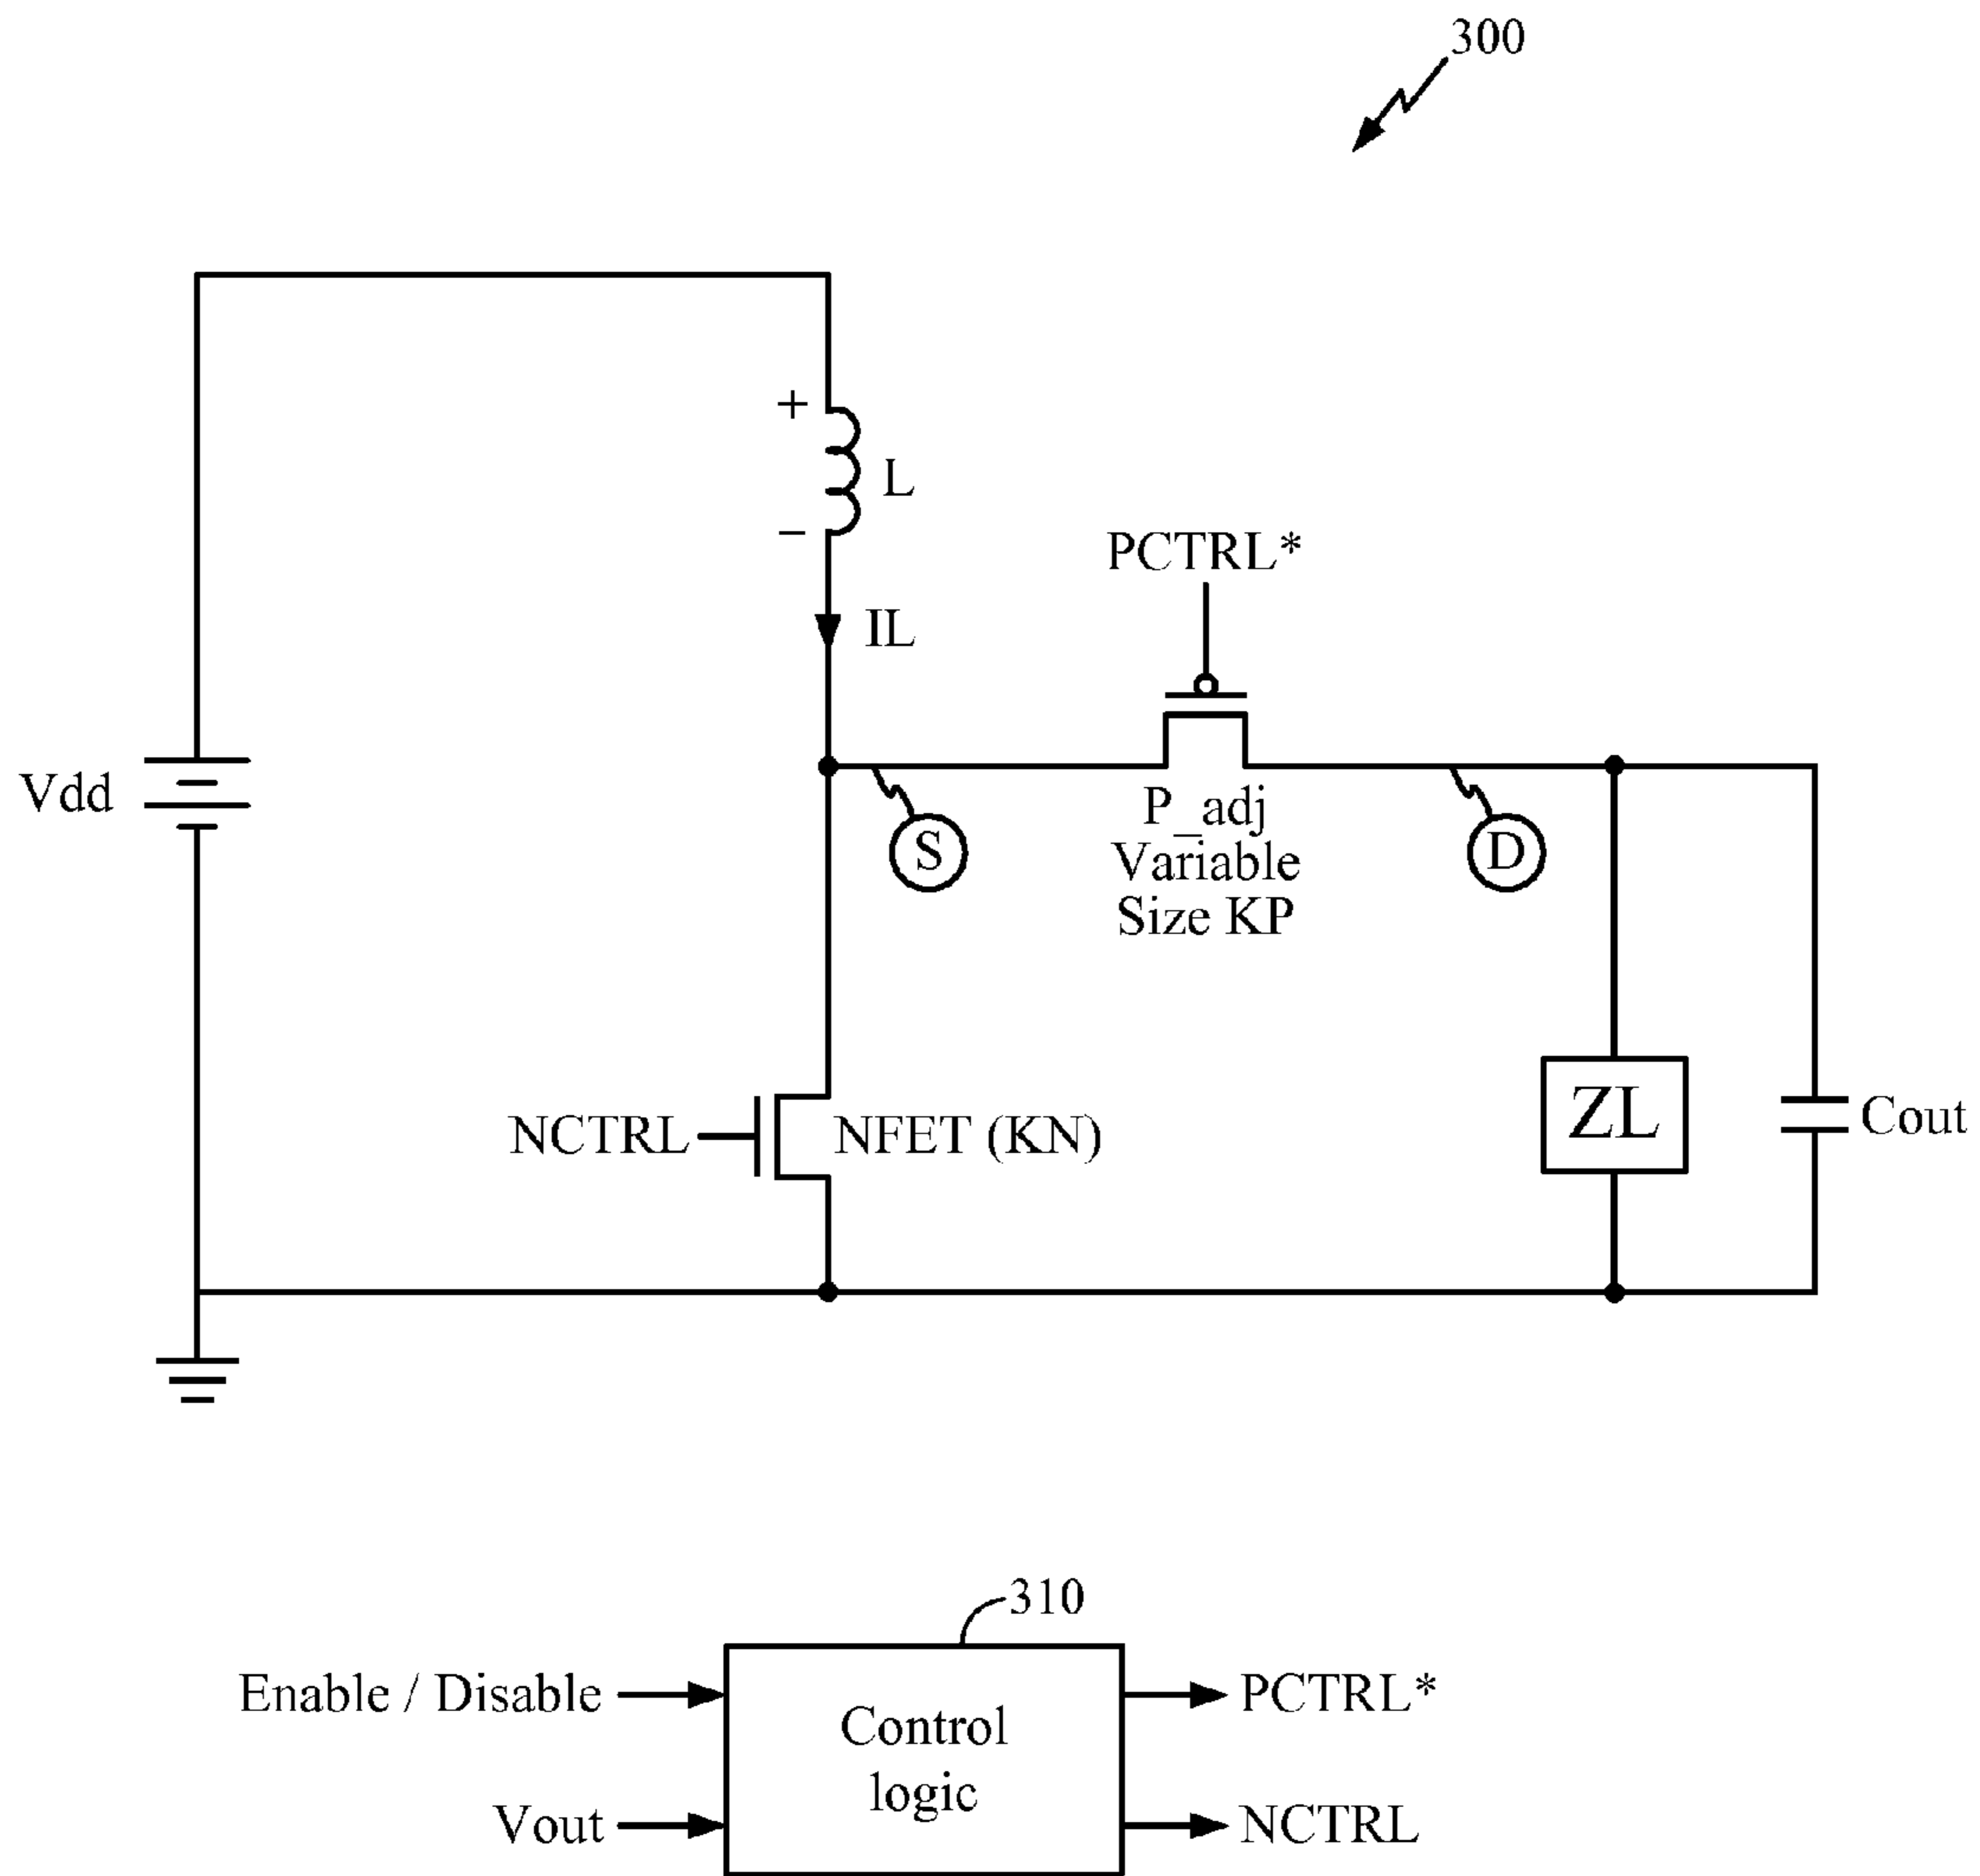 300
+
L
−
PCTRL*
IL
Vdd
S
P_adj
Variable
Size KP
D
NCTRL
NFET (KN)
ZL
Cout
310
Enable / Disable
Control
logic
PCTRL*
Vout
NCTRL